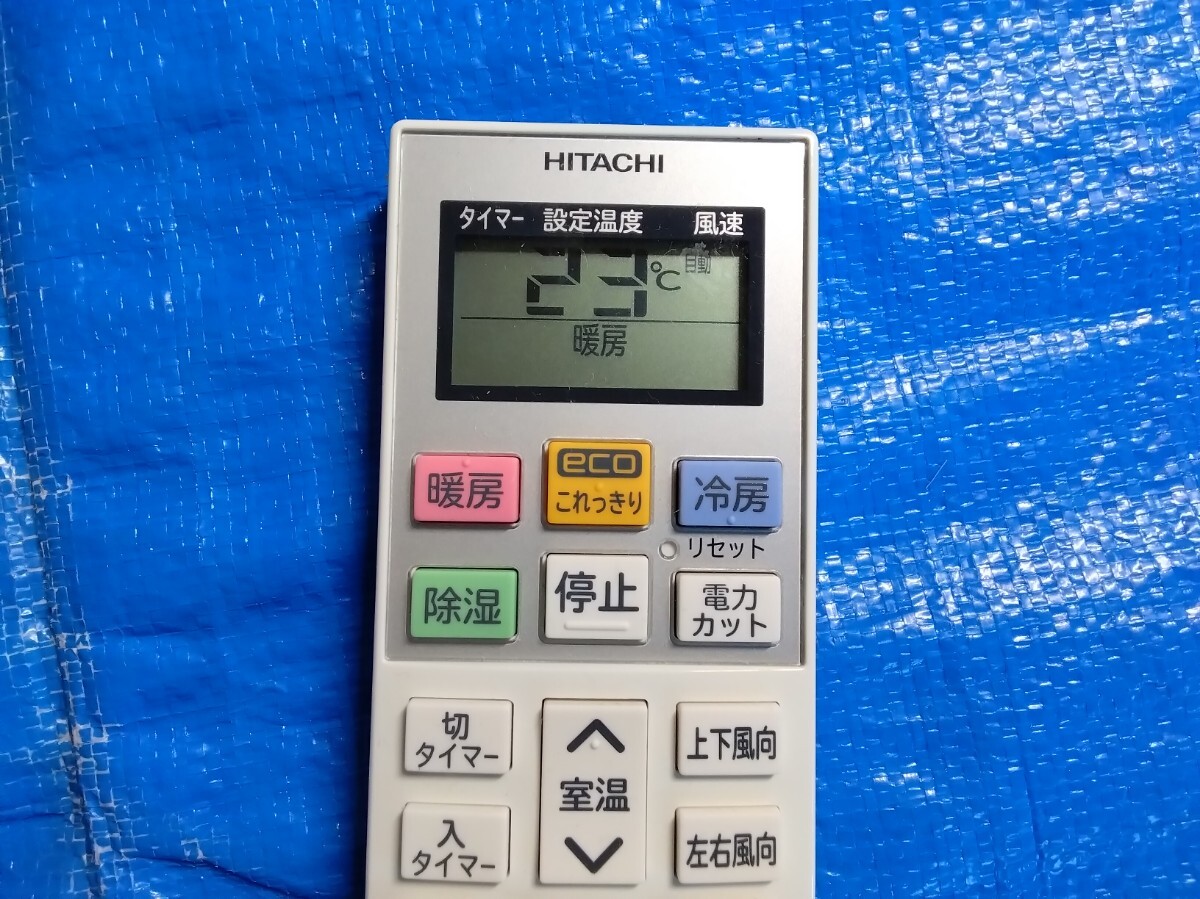 HITACHI
タイマー 設定温度 風速
23℃ 自動
暖房
暖房
eco
これっきり
冷房
リセット
除湿
停止
電力
カット
切
タイマー
室温
上下風向
入
タイマー
左右風向